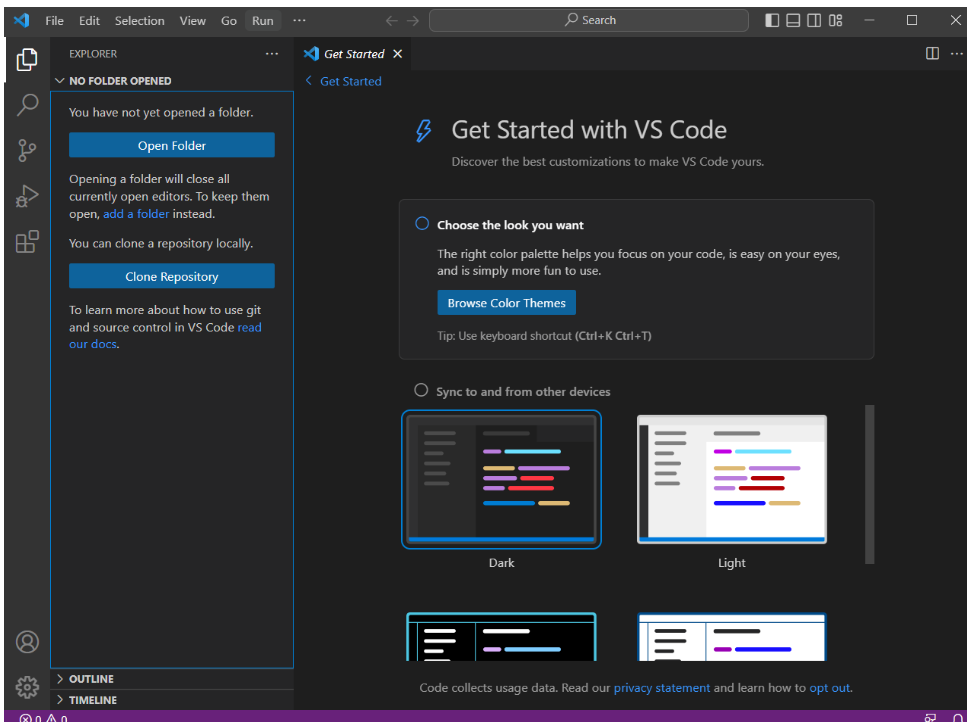 File Edit Selection View Go Run ··· Search
EXPLORER ···
NO FOLDER OPENED
You have not yet opened a folder.
Open Folder
Opening a folder will close all
currently open editors. To keep them
open, add a folder instead.
You can clone a repository locally.
Clone Repository
To learn more about how to use git
and source control in VS Code read
our docs.
OUTLINE
TIMELINE
Get Started
Get Started
Get Started with VS Code
Discover the best customizations to make VS Code yours.
Choose the look you want
The right color palette helps you focus on your code, is easy on your eyes,
and is simply more fun to use.
Browse Color Themes
Tip: Use keyboard shortcut (Ctrl+K Ctrl+T)
Sync to and from other devices
Dark Light
Code collects usage data. Read our privacy statement and learn how to opt out.
0 0